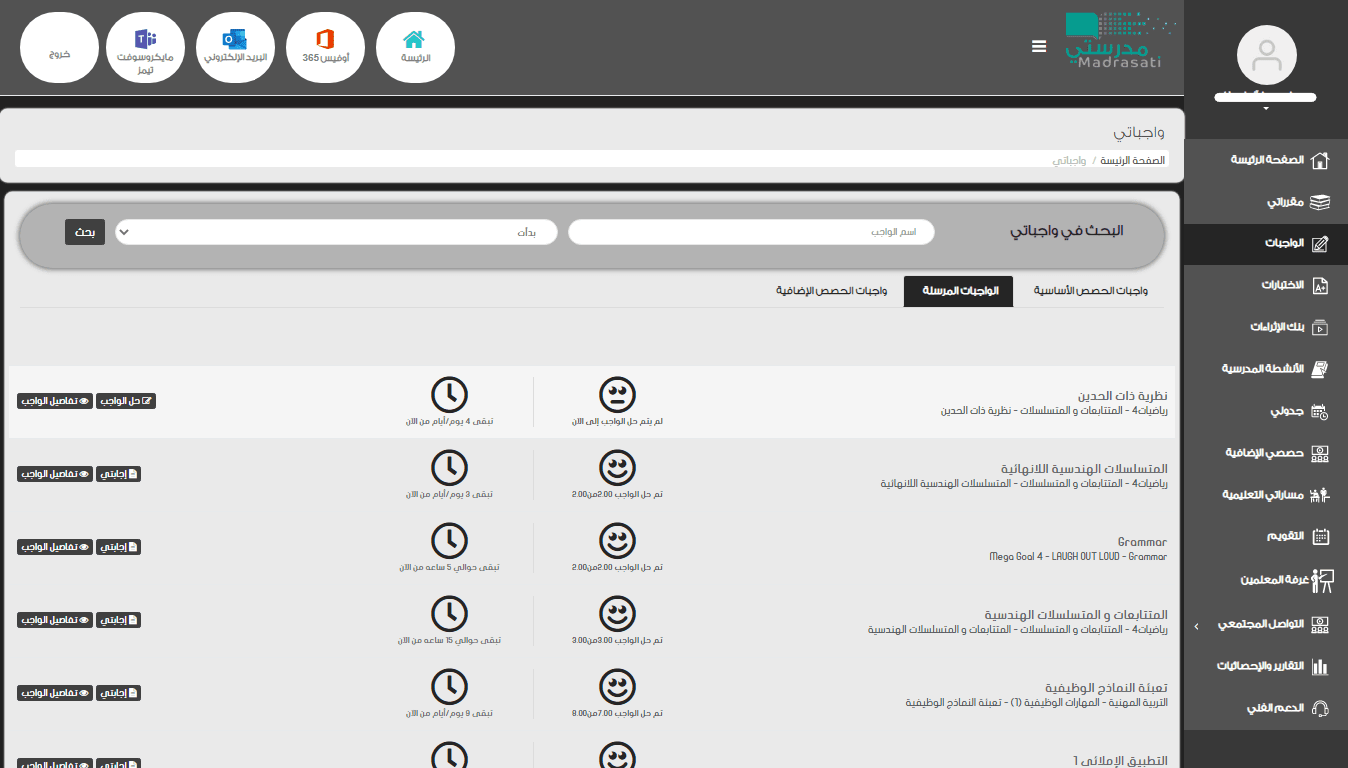 مدرستي
Madrasati
الرئيسة
أوفيس 365
البريد الإلكتروني
مايكروسوفت
تيمز
خروج
الصفحة الرئيسة
مقرراتي
الواجبات
الاختبارات
بنك الإثراءات
الأنشطة المدرسية
جدولي
حصصي الإضافية
مساراتي التعليمية
التقويم
غرفة المعلمين
التواصل المجتمعي
التقارير والإحصائيات
الدعم الفني
واجباتي
الصفحة الرئيسة / واجباتي
البحث في واجباتي
اسم الواجب
بدأت
بحث
واجبات الحصص الأساسية
الواجبات المرسلة
واجبات الحصص الإضافية
نظرية ذات الحدين
رياضيات4 - المتتابعات و المتسلسلات - نظرية ذات الحدين
لم يتم حل الواجب إلى الآن
تبقى 4 يوم/أيام من الآن
حل الواجب
تفاصيل الواجب
المتسلسلات الهندسية اللانهائية
رياضيات4 - المتتابعات و المتسلسلات - المتسلسلات الهندسية اللانهائية
تم حل الواجب 2.00من2.00
تبقى 3 يوم/أيام من الآن
إجابتي
تفاصيل الواجب
Grammar
Mega Goal 4 - LAUGH OUT LOUD - Grammar
تم حل الواجب 2.00من2.00
تبقى حوالي 5 ساعه من الآن
إجابتي
تفاصيل الواجب
المتتابعات و المتسلسلات الهندسية
رياضيات4 - المتتابعات و المتسلسلات - المتتابعات و المتسلسلات الهندسية
تم حل الواجب 3.00من3.00
تبقى حوالي 15 ساعه من الآن
إجابتي
تفاصيل الواجب
تعبئة النماذج الوظيفية
التربية المهنية - المهارات الوظيفية (1) - تعبئة النماذج الوظيفية
تم حل الواجب 7.00من8.00
تبقى 9 يوم/أيام من الآن
إجابتي
تفاصيل الواجب
التطبيق الإملائي 1
إجابتي
تفاصيل الواجب